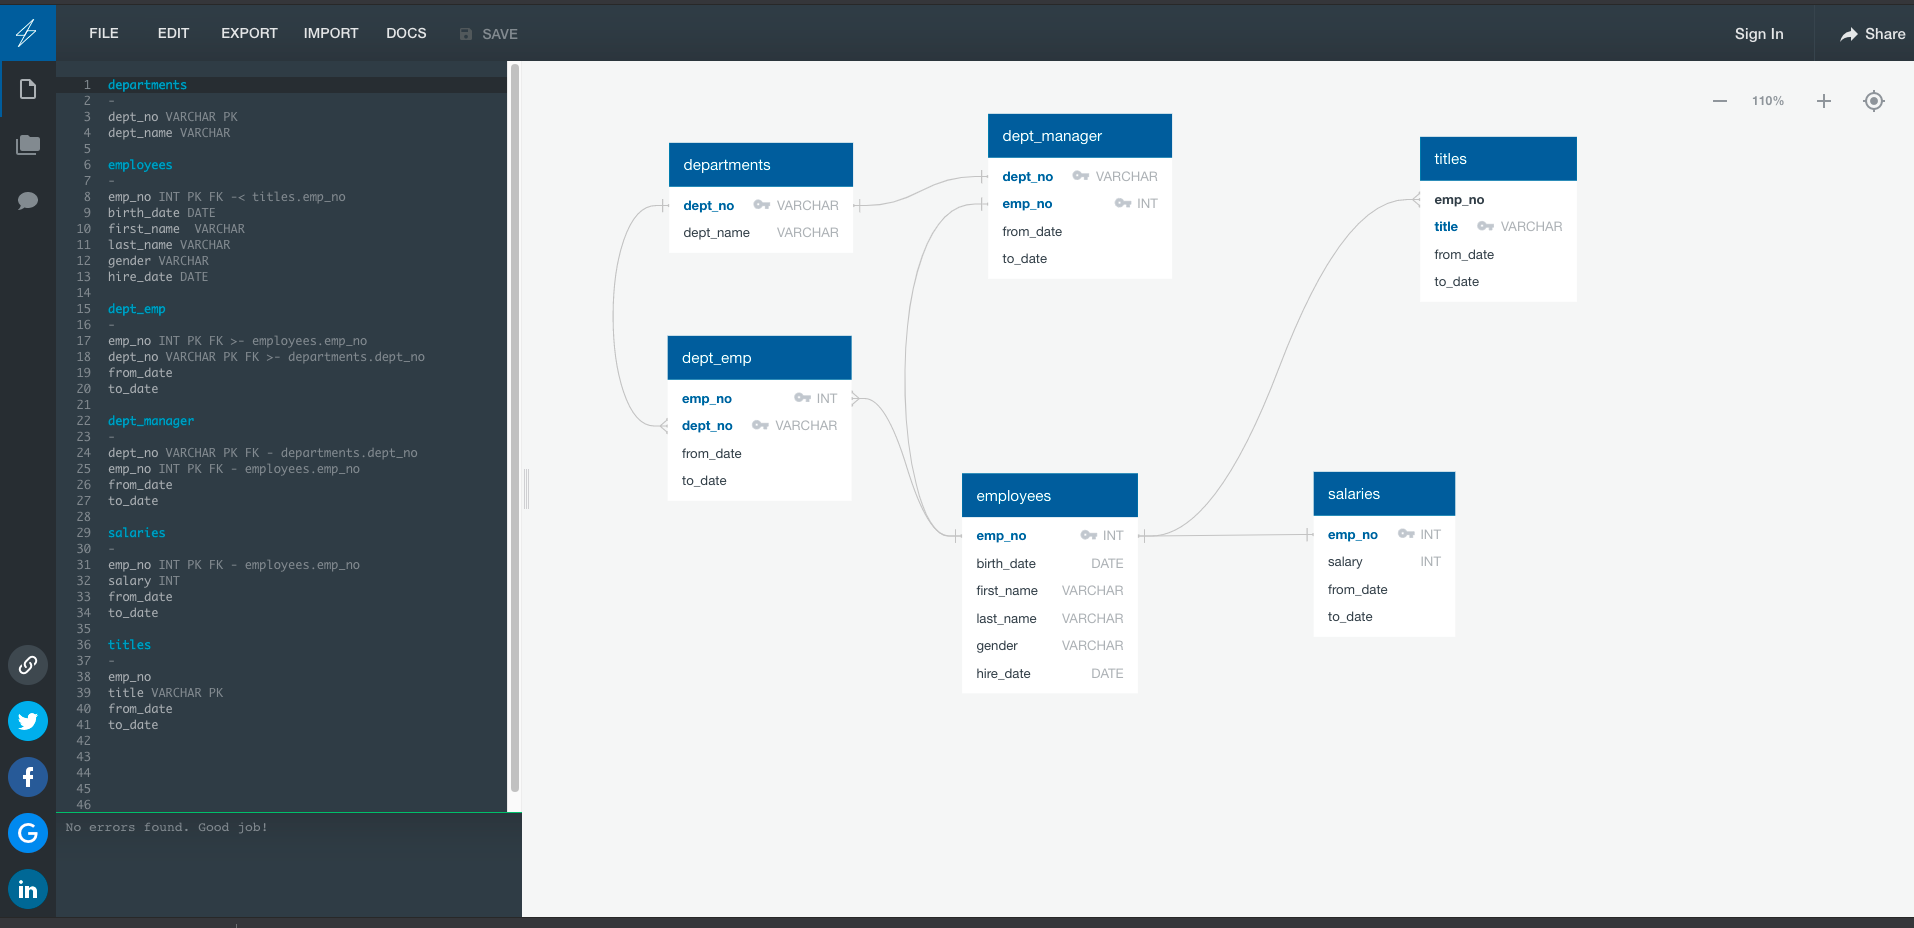 FILE EDIT EXPORT IMPORT DOCS SAVE Sign In Share
1 departments
2 -
3 dept_no VARCHAR PK
4 dept_name VARCHAR
5
6 employees
7 -
8 emp_no INT PK FK -< titles.emp_no
9 birth_date DATE
10 first_name  VARCHAR
11 last_name VARCHAR
12 gender VARCHAR
13 hire_date DATE
14
15 dept_emp
16 -
17 emp_no INT PK FK >- employees.emp_no
18 dept_no VARCHAR PK FK >- departments.dept_no
19 from_date
20 to_date
21
22 dept_manager
23 -
24 dept_no VARCHAR PK FK - departments.dept_no
25 emp_no INT PK FK - employees.emp_no
26 from_date
27 to_date
28
29 salaries
30 -
31 emp_no INT PK FK - employees.emp_no
32 salary INT
33 from_date
34 to_date
35
36 titles
37 -
38 emp_no
39 title VARCHAR PK
40 from_date
41 to_date
42
43
44
45
46
No errors found. Good job!
110%
departments
dept_no VARCHAR
dept_name VARCHAR
dept_manager
dept_no VARCHAR
emp_no INT
from_date
to_date
titles
emp_no
title VARCHAR
from_date
to_date
dept_emp
emp_no INT
dept_no VARCHAR
from_date
to_date
employees
emp_no INT
birth_date DATE
first_name VARCHAR
last_name VARCHAR
gender VARCHAR
hire_date DATE
salaries
emp_no INT
salary INT
from_date
to_date